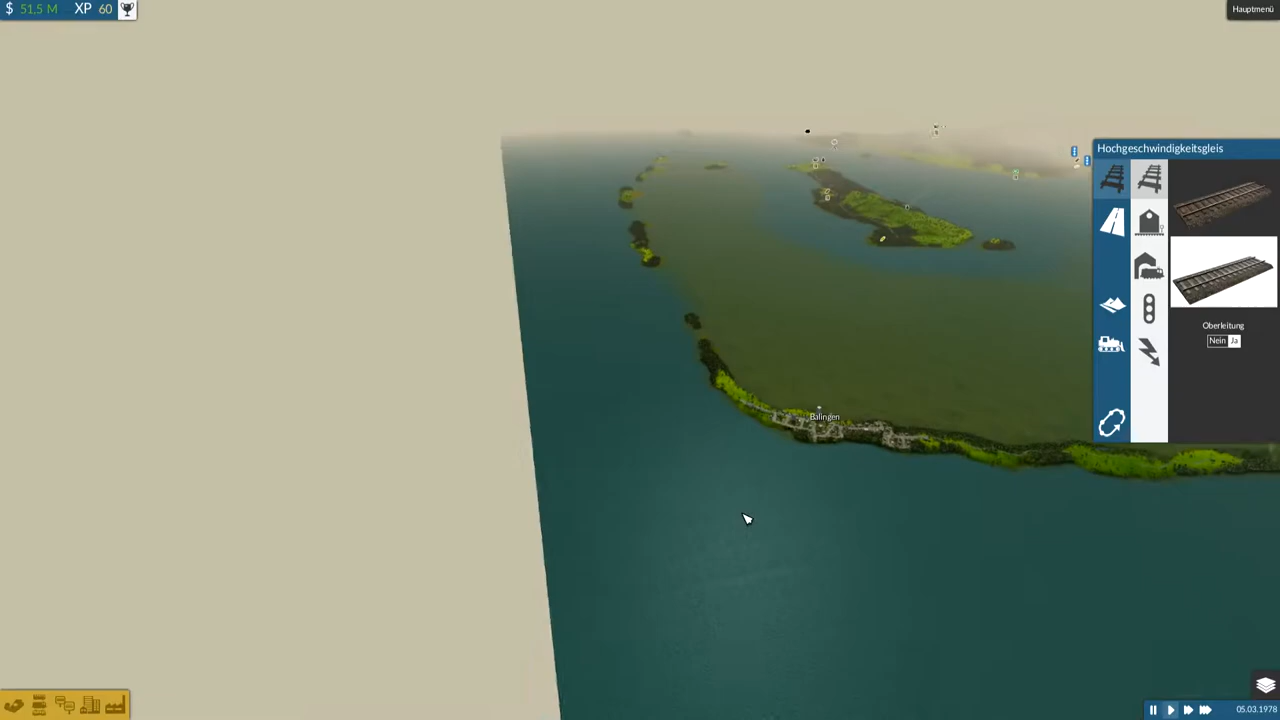 $ 51,5 M XP 60
Hauptmenü
Hochgeschwindigkeitsgleis
Oberleitung
Nein Ja
Balingen
05.03.1978